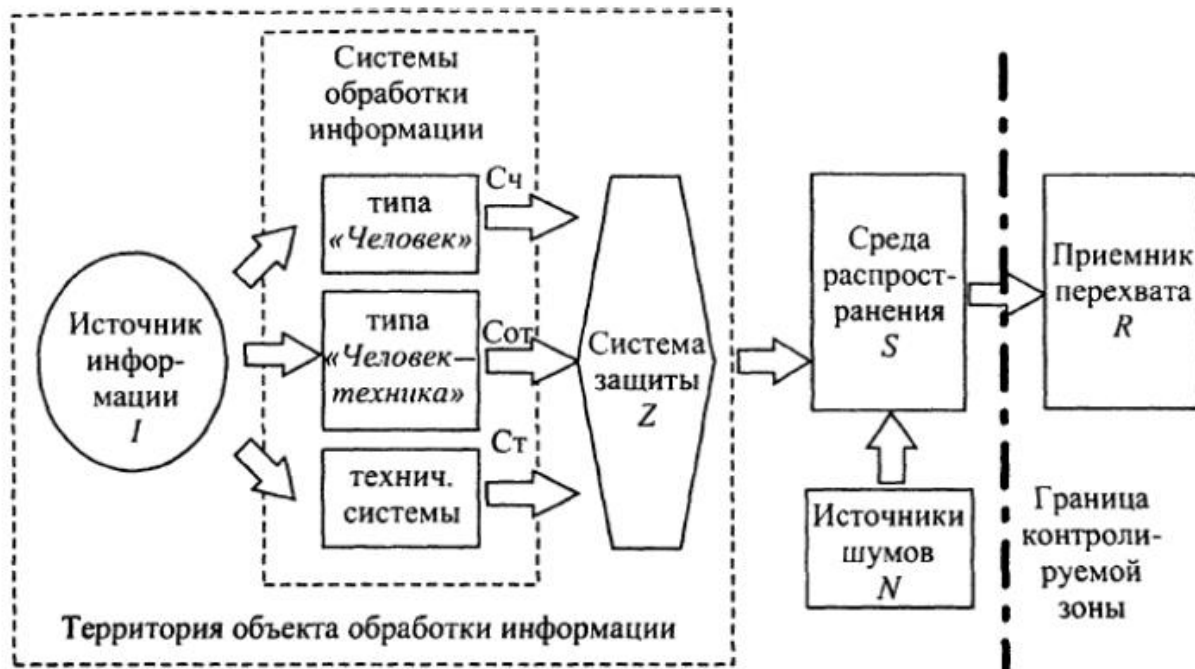 Системы
обработки
информации
Источник
инфор-
мации
I
типа
«Человек»
типа
«Человек—
техника»
технич.
системы
Сч
Сот
Ст
Система
защиты
Z
Среда
распрост-
ранения
S
Источники
шумов
N
Приемник
перехвата
R
Граница
контроли-
руемой
зоны
Территория объекта обработки информации